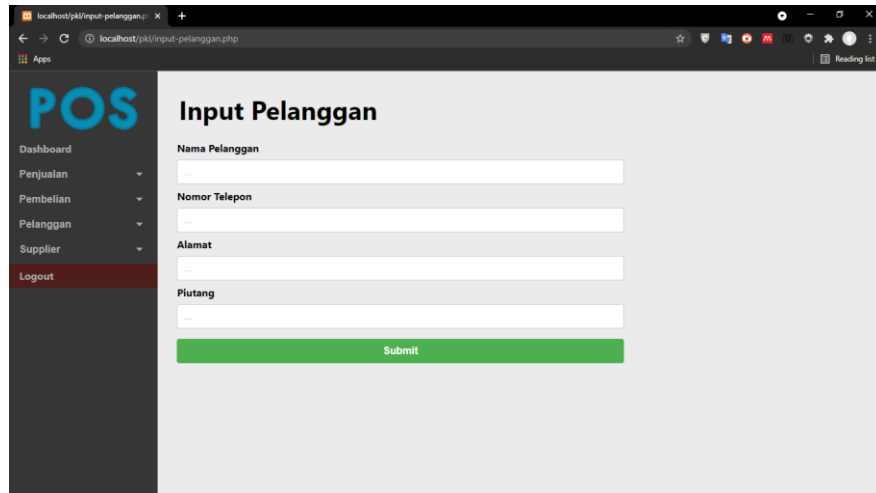 localhost/pkl/input-pelanggan.p
localhost/pkl/input-pelanggan.php
Apps
Reading list
POS
Dashboard
Penjualan
Pembelian
Pelanggan
Supplier
Logout
Input Pelanggan
Nama Pelanggan
...
Nomor Telepon
...
Alamat
...
Piutang
...
Submit